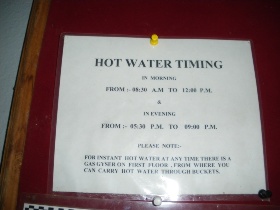 HOT WATER TIMING
IN MORNING
FROM :- 08:30 A.M TO 12:00 P.M.
&
IN EVENING
FROM :- 05:30 P.M. TO 09:00 P.M.
PLEASE NOTE:-
FOR INSTANT HOT WATER AT ANY TIME THERE IS A
GAS GYSER ON FIRST FLOOR , FROM WHERE YOU
CAN CARRY HOT WATER THROUGH BUCKETS.